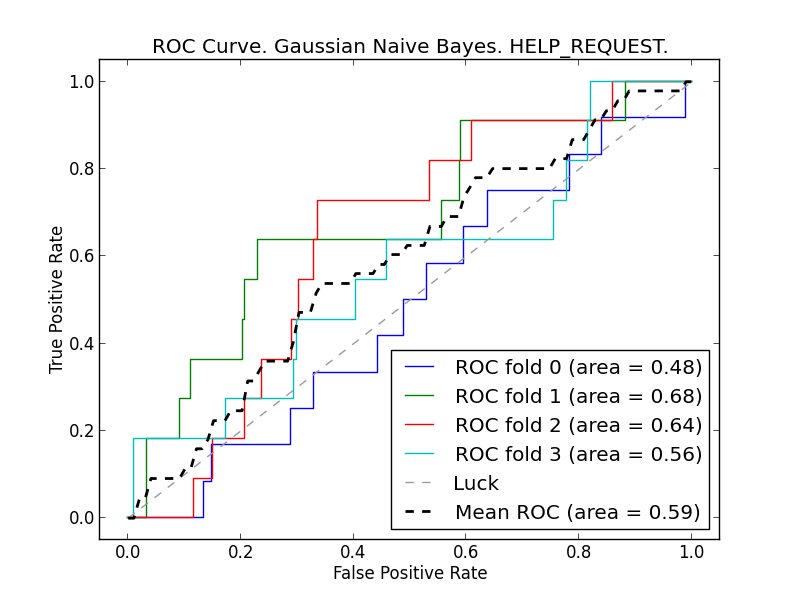 ROC Curve. Gaussian Naive Bayes. HELP_REQUEST.
True Positive Rate
1.0
0.8
0.6
0.4
0.2
0.0
ROC fold 0 (area = 0.48)
ROC fold 1 (area = 0.68)
ROC fold 2 (area = 0.64)
ROC fold 3 (area = 0.56)
Luck
Mean ROC (area = 0.59)
0.0 0.2 0.4 0.6 0.8 1.0
False Positive Rate